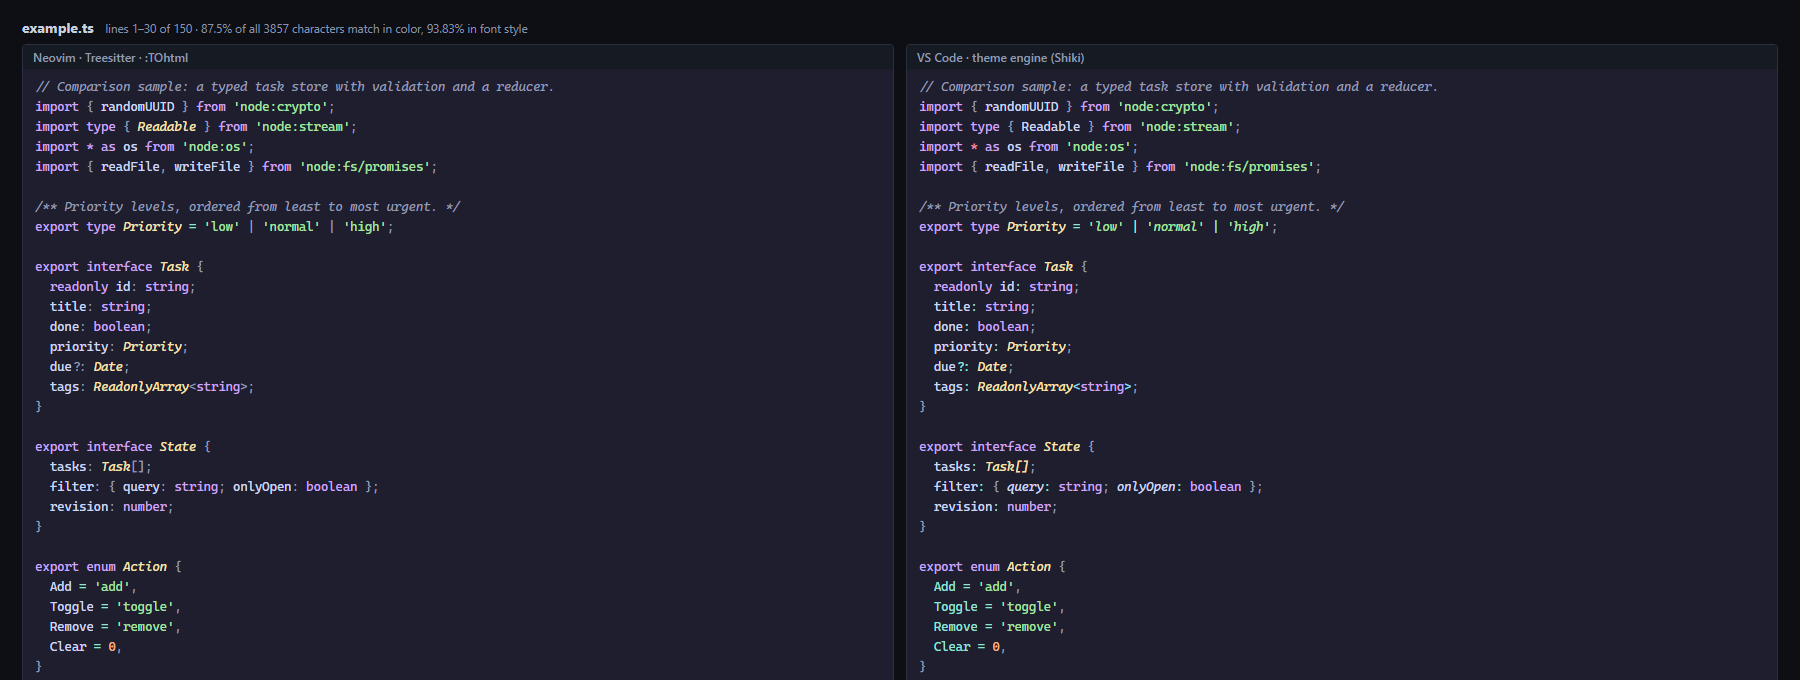 example.ts lines 1–30 of 150 · 87.5% of all 3857 characters match in color, 93.83% in font style
Neovim · Treesitter · :TOhtml
// Comparison sample: a typed task store with validation and a reducer.
import { randomUUID } from 'node:crypto';
import type { Readable } from 'node:stream';
import * as os from 'node:os';
import { readFile, writeFile } from 'node:fs/promises';
/** Priority levels, ordered from least to most urgent. */
export type Priority = 'low' | 'normal' | 'high';
export interface Task {
  readonly id: string;
  title: string;
  done: boolean;
  priority: Priority;
  due?: Date;
  tags: ReadonlyArray<string>;
}
export interface State {
  tasks: Task[];
  filter: { query: string; onlyOpen: boolean };
  revision: number;
}
export enum Action {
  Add = 'add',
  Toggle = 'toggle',
  Remove = 'remove',
  Clear = 0,
}
VS Code · theme engine (Shiki)
// Comparison sample: a typed task store with validation and a reducer.
import { randomUUID } from 'node:crypto';
import type { Readable } from 'node:stream';
import * as os from 'node:os';
import { readFile, writeFile } from 'node:fs/promises';
/** Priority levels, ordered from least to most urgent. */
export type Priority = 'low' | 'normal' | 'high';
export interface Task {
  readonly id: string;
  title: string;
  done: boolean;
  priority: Priority;
  due?: Date;
  tags: ReadonlyArray<string>;
}
export interface State {
  tasks: Task[];
  filter: { query: string; onlyOpen: boolean };
  revision: number;
}
export enum Action {
  Add = 'add',
  Toggle = 'toggle',
  Remove = 'remove',
  Clear = 0,
}